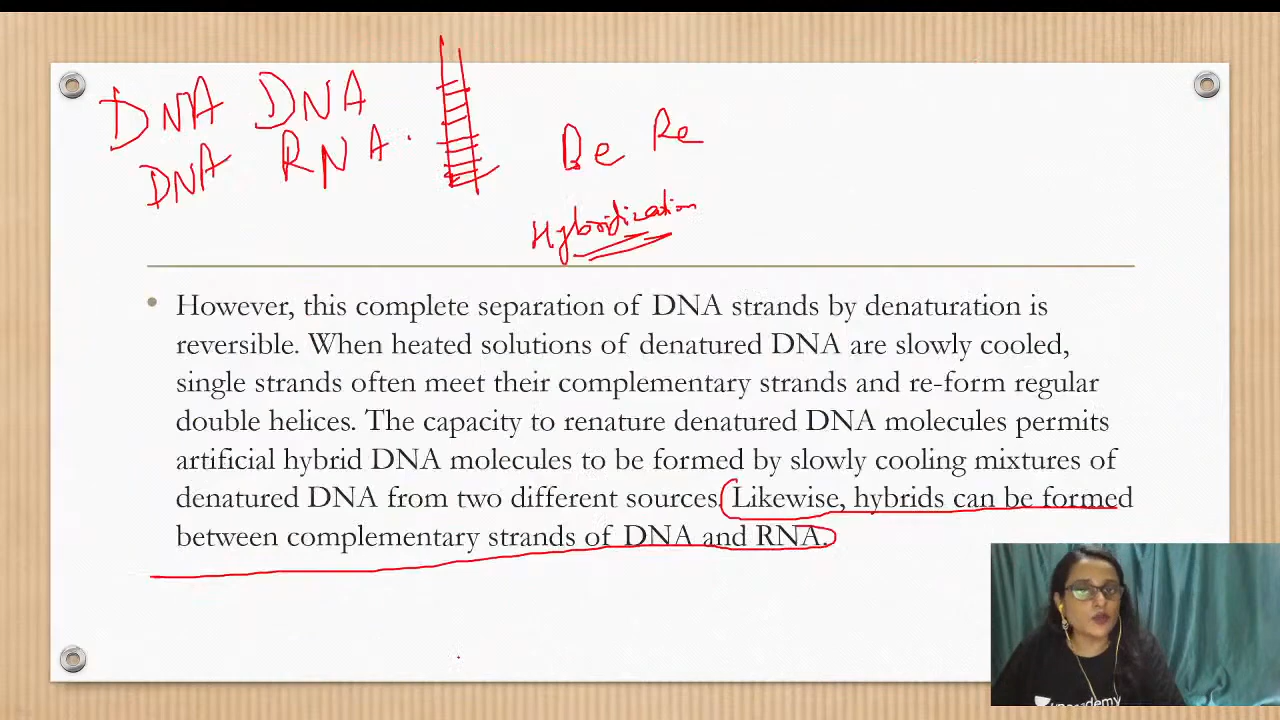 DNA DNA
DNA RNA
Be Re
Hybridization
• However, this complete separation of DNA strands by denaturation is
reversible. When heated solutions of denatured DNA are slowly cooled,
single strands often meet their complementary strands and re-form regular
double helices. The capacity to renature denatured DNA molecules permits
artificial hybrid DNA molecules to be formed by slowly cooling mixtures of
denatured DNA from two different sources. Likewise, hybrids can be formed
between complementary strands of DNA and RNA.